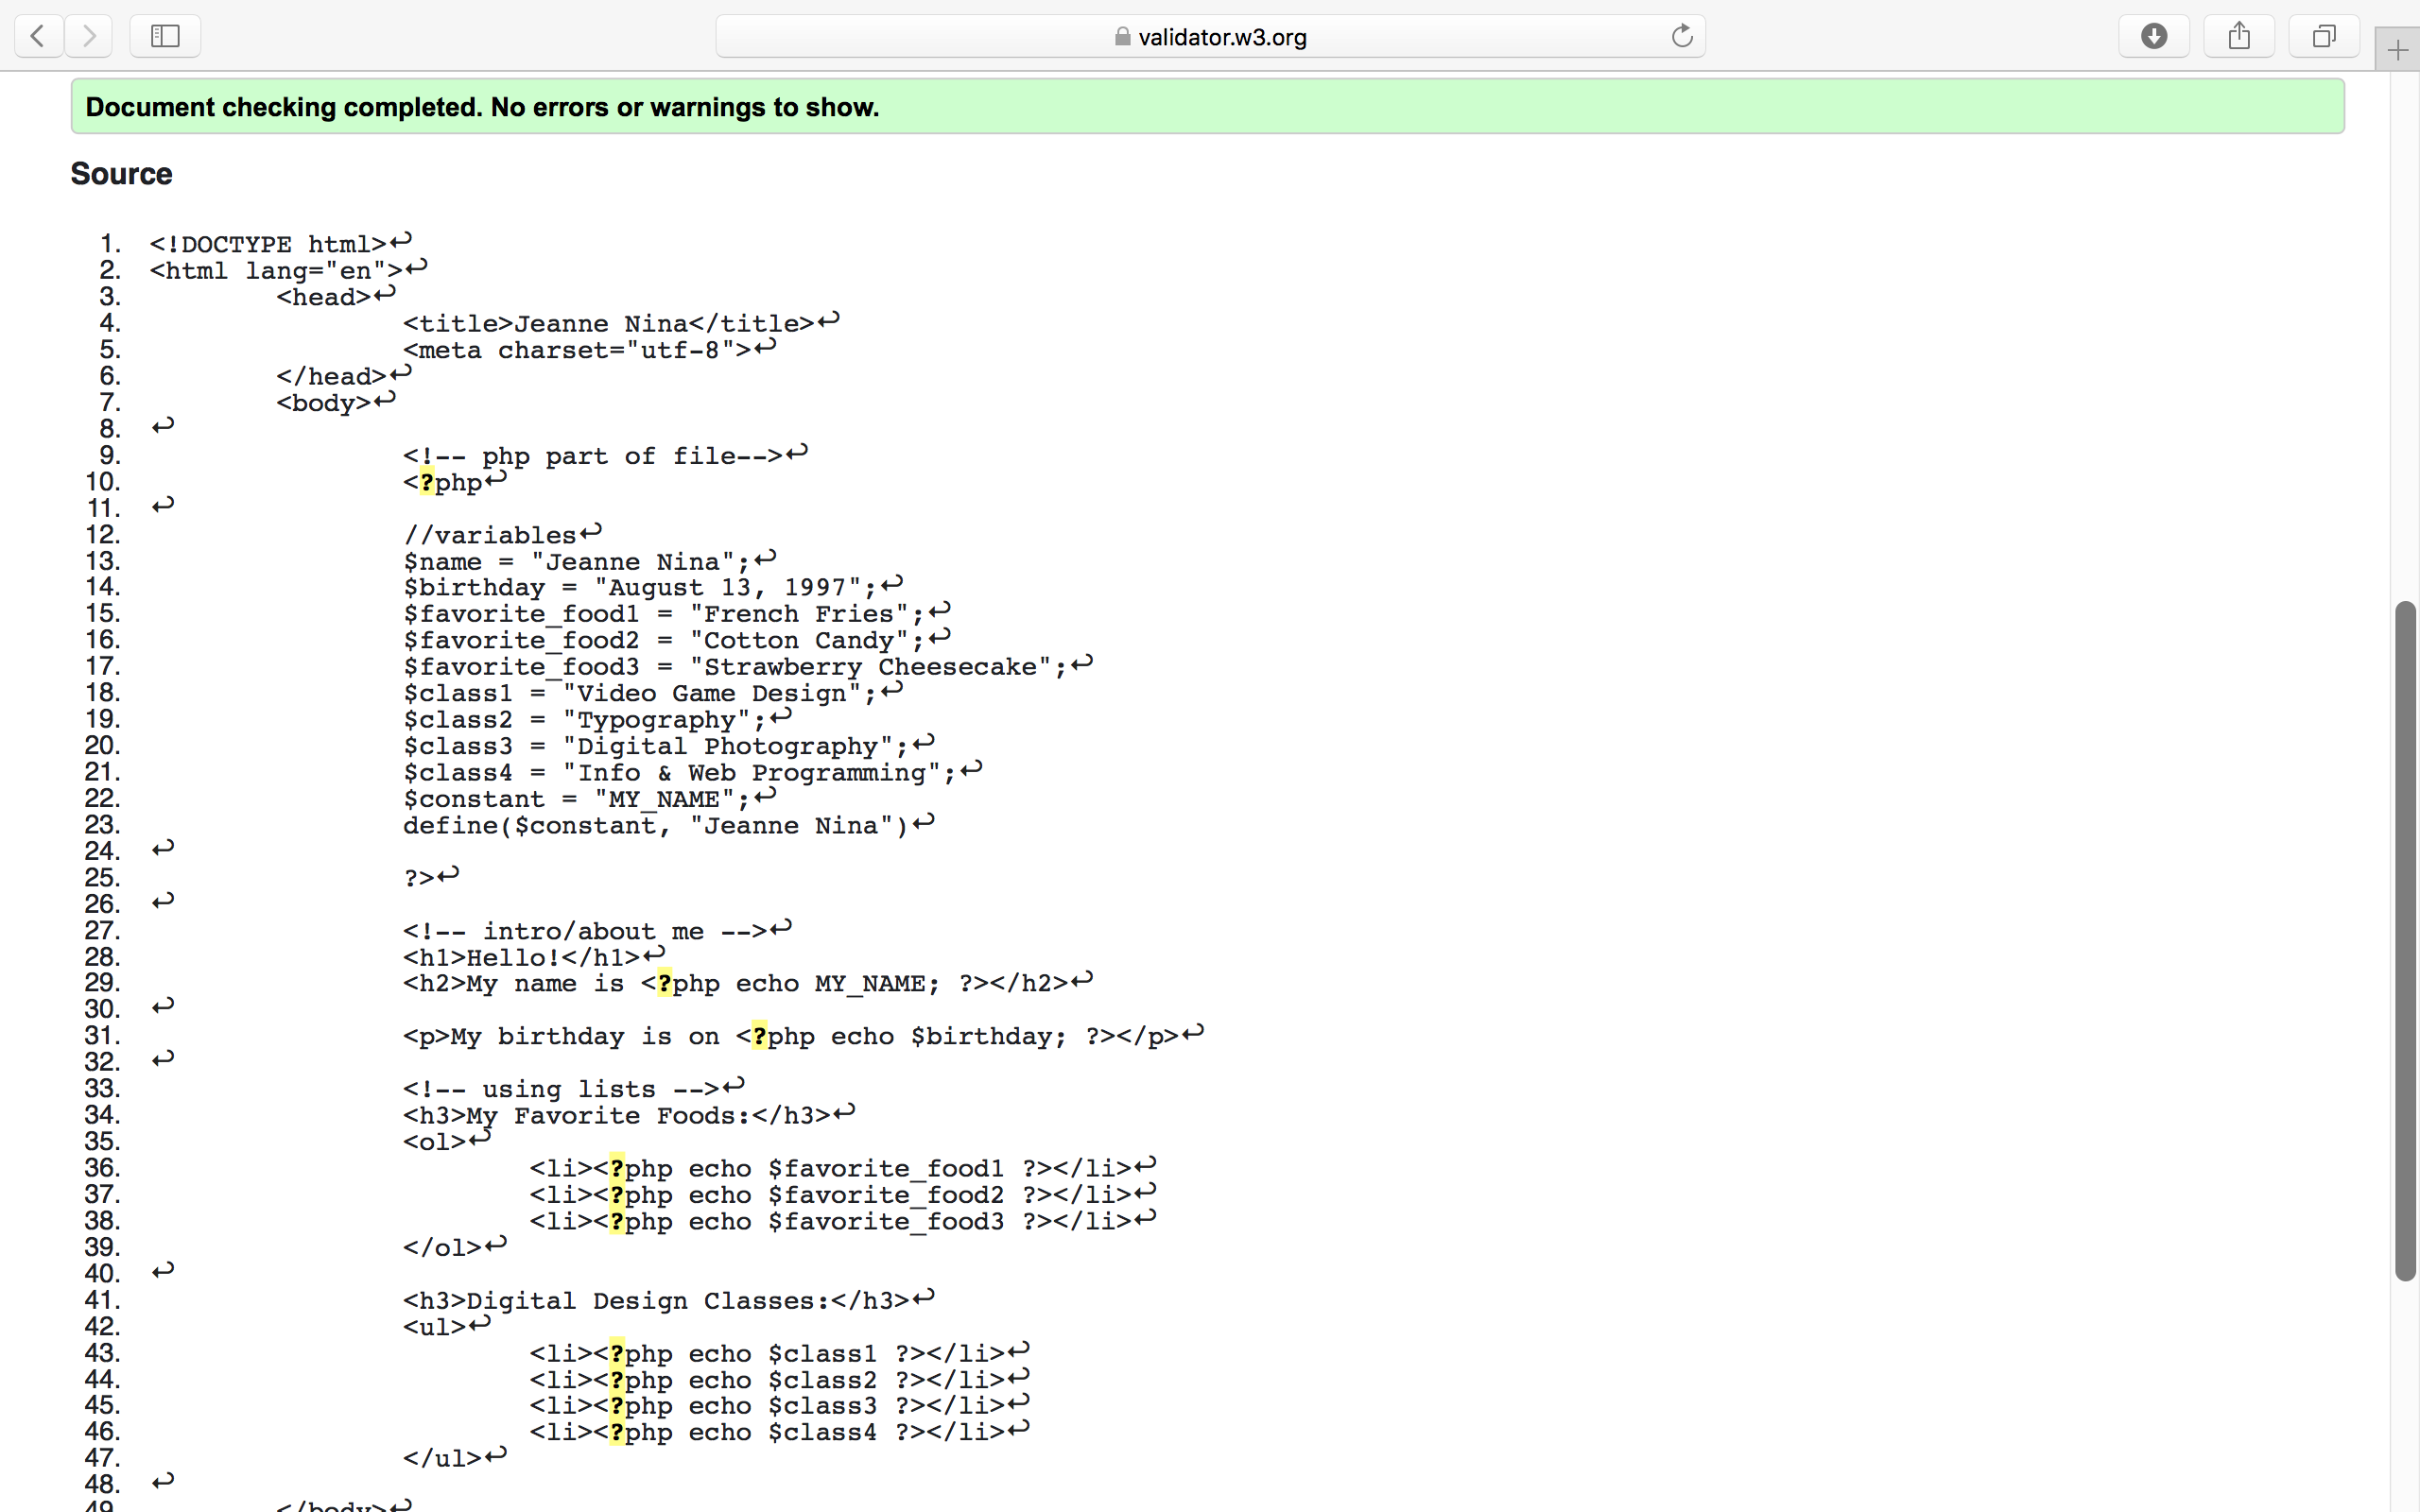 validator.w3.org
Document checking completed. No errors or warnings to show.
Source
1. <!DOCTYPE html>↩
2. <html lang="en">↩
3. <head>↩
4. <title>Jeanne Nina</title>↩
5. <meta charset="utf-8">↩
6. </head>↩
7. <body>↩
8. ↩
9. <!-- php part of file-->↩
10. <?php↩
11. ↩
12. //variables↩
13. $name = "Jeanne Nina";↩
14. $birthday = "August 13, 1997";↩
15. $favorite_food1 = "French Fries";↩
16. $favorite_food2 = "Cotton Candy";↩
17. $favorite_food3 = "Strawberry Cheesecake";↩
18. $class1 = "Video Game Design";↩
19. $class2 = "Typography";↩
20. $class3 = "Digital Photography";↩
21. $class4 = "Info & Web Programming";↩
22. $constant = "MY_NAME";↩
23. define($constant, "Jeanne Nina")↩
24. ↩
25. ?>↩
26. ↩
27. <!-- intro/about me -->↩
28. <h1>Hello!</h1>↩
29. <h2>My name is <?php echo MY_NAME; ?></h2>↩
30. ↩
31. <p>My birthday is on <?php echo $birthday; ?></p>↩
32. ↩
33. <!-- using lists -->↩
34. <h3>My Favorite Foods:</h3>↩
35. <ol>↩
36. <li><?php echo $favorite_food1 ?></li>↩
37. <li><?php echo $favorite_food2 ?></li>↩
38. <li><?php echo $favorite_food3 ?></li>↩
39. </ol>↩
40. ↩
41. <h3>Digital Design Classes:</h3>↩
42. <ul>↩
43. <li><?php echo $class1 ?></li>↩
44. <li><?php echo $class2 ?></li>↩
45. <li><?php echo $class3 ?></li>↩
46. <li><?php echo $class4 ?></li>↩
47. </ul>↩
48. ↩
49. </body>↩